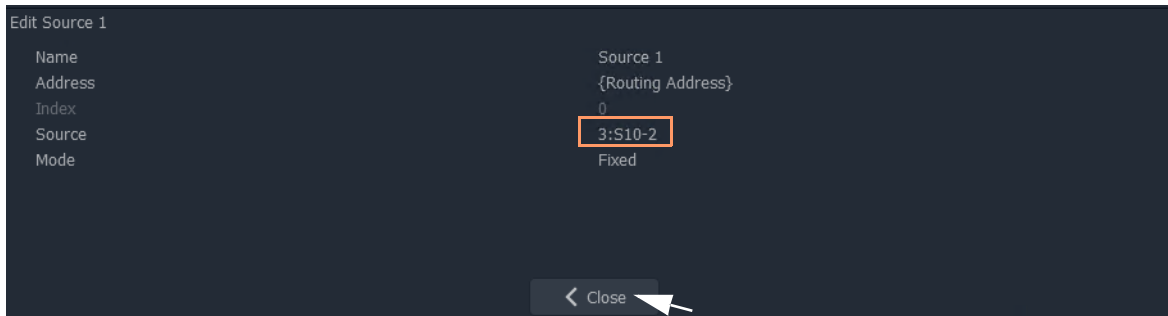 Edit Source 1
Name Source 1
Address {Routing Address}
Index 0
Source 3:S10-2
Mode Fixed
Close